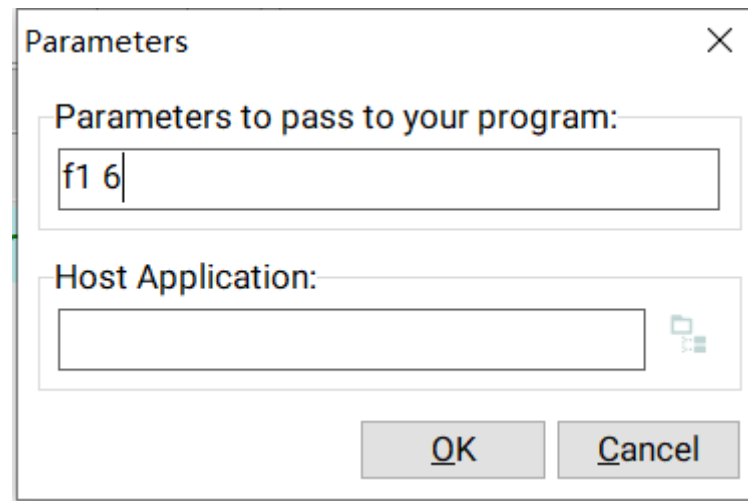 Parameters
Parameters to pass to your program:
f1 6
Host Application:
OK
Cancel